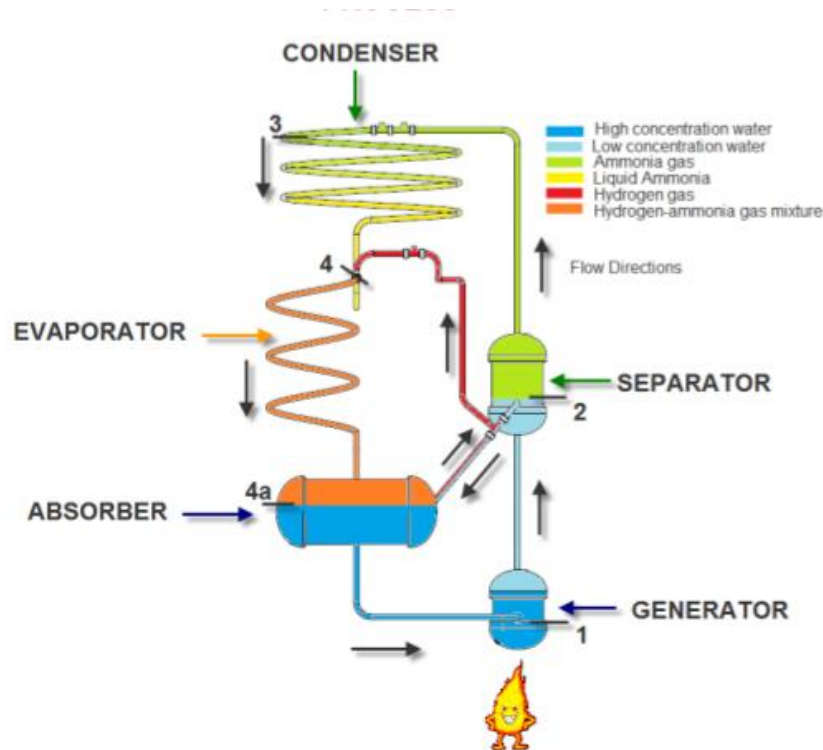 CONDENSER
3
High concentration water
Low concentration water
Ammonia gas
Liquid Ammonia
Hydrogen gas
Hydrogen-ammonia gas mixture
4
Flow Directions
EVAPORATOR
SEPARATOR
2
4a
ABSORBER
GENERATOR
1